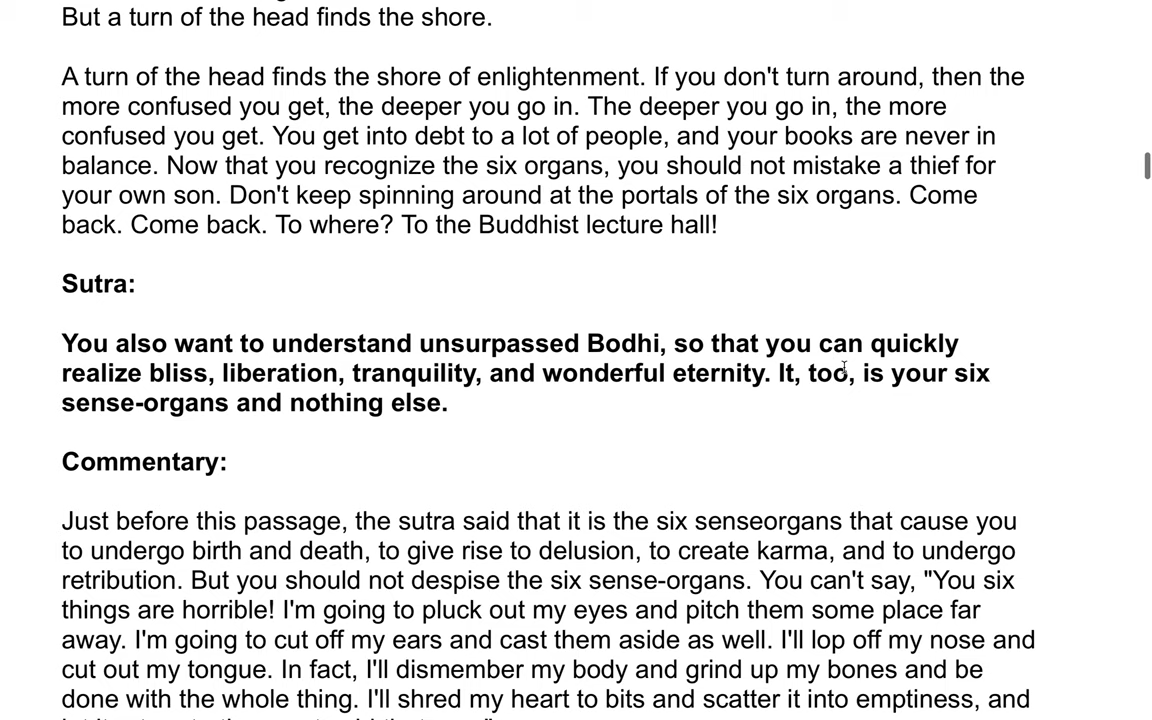 But a turn of the head finds the shore.
A turn of the head finds the shore of enlightenment. If you don't turn around, then the
more confused you get, the deeper you go in. The deeper you go in, the more
confused you get. You get into debt to a lot of people, and your books are never in
balance. Now that you recognize the six organs, you should not mistake a thief for
your own son. Don't keep spinning around at the portals of the six organs. Come
back. Come back. To where? To the Buddhist lecture hall!
Sutra:
You also want to understand unsurpassed Bodhi, so that you can quickly
realize bliss, liberation, tranquility, and wonderful eternity. It, too, is your six
sense-organs and nothing else.
Commentary:
Just before this passage, the sutra said that it is the six senseorgans that cause you
to undergo birth and death, to give rise to delusion, to create karma, and to undergo
retribution. But you should not despise the six sense-organs. You can't say, "You six
things are horrible! I'm going to pluck out my eyes and pitch them some place far
away. I'm going to cut off my ears and cast them aside as well. I'll lop off my nose and
cut out my tongue. In fact, I'll dismember my body and grind up my bones and be
done with the whole thing. I'll shred my heart to bits and scatter it into emptiness, and